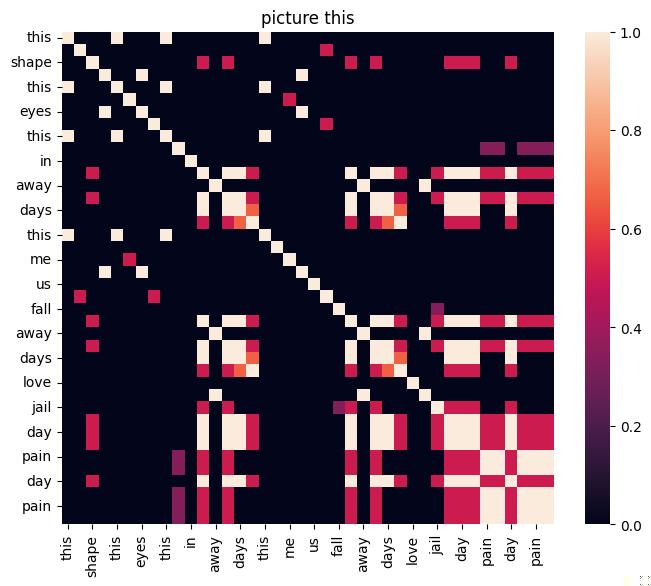 picture this
this
shape
this
eyes
this
in
away
days
this
me
us
fall
away
days
love
jail
day
pain
day
pain
this
shape
this
eyes
this
in
away
days
this
me
us
fall
away
days
love
jail
day
pain
day
pain
1.0
0.8
0.6
0.4
0.2
0.0